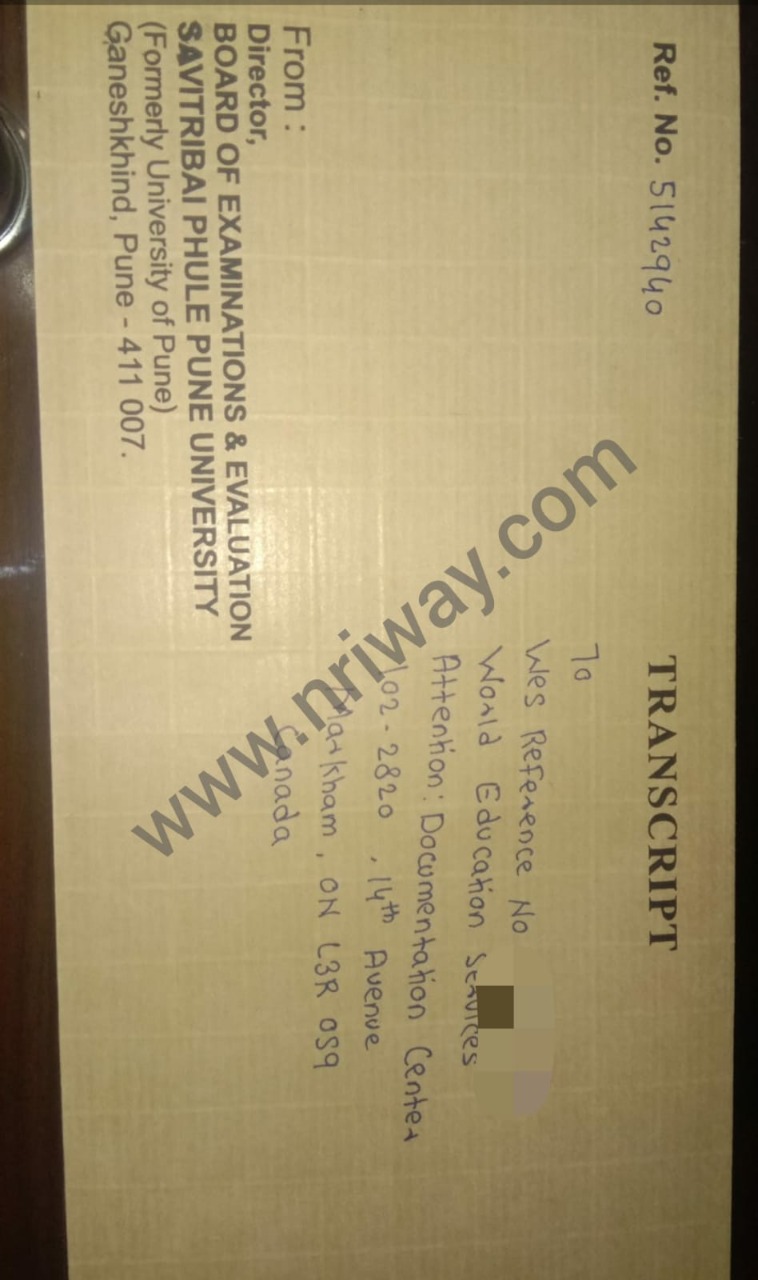 Ref. No. 5142940
TRANSCRIPT
To
Wes Reference No
World Education Services
Attention: Documentation Center
102-2820, 14th Avenue
Markham, ON L3R 0S9
Canada
From :
Director,
BOARD OF EXAMINATIONS & EVALUATION
SAVITRIBAI PHULE PUNE UNIVERSITY
(Formerly University of Pune)
Ganeshkhind, Pune - 411 007.
www.nriway.com